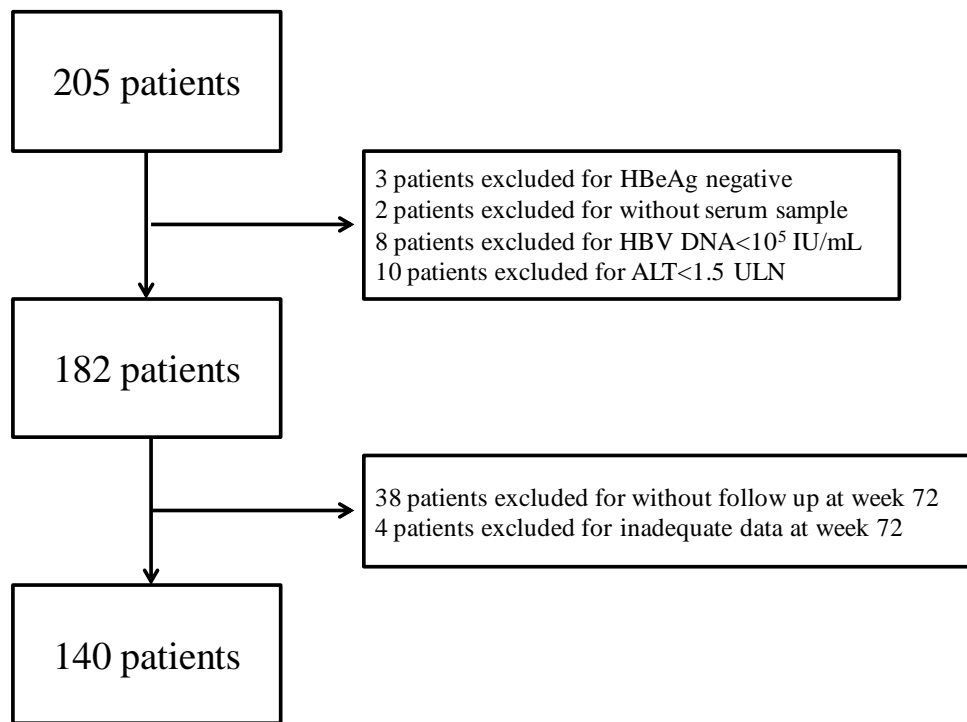 205 patients
3 patients excluded for HBeAg negative
2 patients excluded for without serum sample
8 patients excluded for HBV DNA<10⁵ IU/mL
10 patients excluded for ALT<1.5 ULN
182 patients
38 patients excluded for without follow up at week 72
4 patients excluded for inadequate data at week 72
140 patients